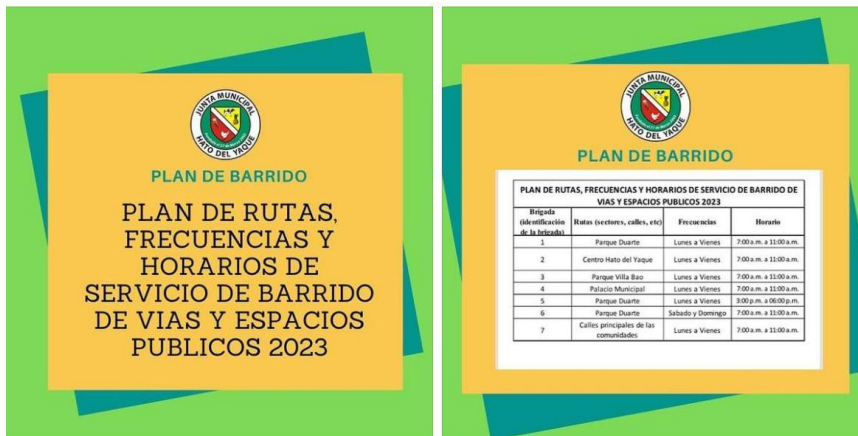 JUNTA MUNICIPAL
HATO DEL YAQUE
PLAN DE BARRIDO
PLAN DE RUTAS,
FRECUENCIAS Y
HORARIOS DE
SERVICIO DE BARRIDO
DE VIAS Y ESPACIOS
PUBLICOS 2023
JUNTA MUNICIPAL
HATO DEL YAQUE
PLAN DE BARRIDO
PLAN DE RUTAS, FRECUENCIAS Y HORARIOS DE SERVICIO DE BARRIDO DE
VIAS Y ESPACIOS PUBLICOS 2023
Brigada
(identificación
de la brigada)
Rutas (sectores, calles, etc)
Frecuencias
Horario
1 Parque Duarte Lunes a Vienes 7:00 a.m. a 11:00 a.m.
2 Centro Hato del Yaque Lunes a Vienes 7:00 a.m. a 11:00 a.m.
3 Parque Villa Bao Lunes a Vienes 7:00 a.m. a 11:00 a.m.
4 Palacio Municipal Lunes a Vienes 7:00 a.m. a 11:00 a.m.
5 Parque Duarte Lunes a Vienes 3:00 p.m. a 06:00 p.m.
6 Parque Duarte Sabado y Domingo 7:00 a.m. a 11:00 a.m.
7 Calles principales de las
comunidades Lunes a Vienes 7:00 a.m. a 11:00 a.m.